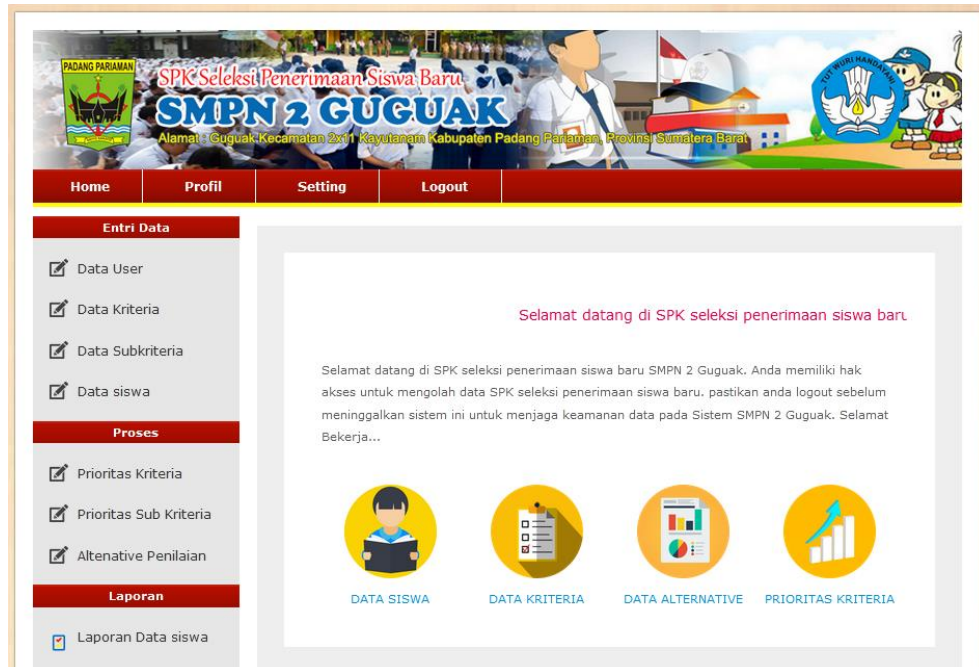 PADANG PARIAMAN
SPK Seleksi Penerimaan Siswa Baru
SMPN 2 GUGUAK
Alamat : Guguak Kecamatan 2x11 Kayutanam Kabupaten Padang Pariaman, Provinsi Sumatera Barat
TUT WURI HANDAYANI
Home Profil Setting Logout
Entri Data
Data User
Data Kriteria
Data Subkriteria
Data siswa
Proses
Prioritas Kriteria
Prioritas Sub Kriteria
Altenative Penilaian
Laporan
Laporan Data siswa
Selamat datang di SPK seleksi penerimaan siswa baru
Selamat datang di SPK seleksi penerimaan siswa baru SMPN 2 Guguak. Anda memiliki hak
akses untuk mengolah data SPK seleksi penerimaan siswa baru. pastikan anda logout sebelum
meninggalkan sistem ini untuk menjaga keamanan data pada Sistem SMPN 2 Guguak. Selamat
Bekerja...
DATA SISWA DATA KRITERIA DATA ALTERNATIVE PRIORITAS KRITERIA